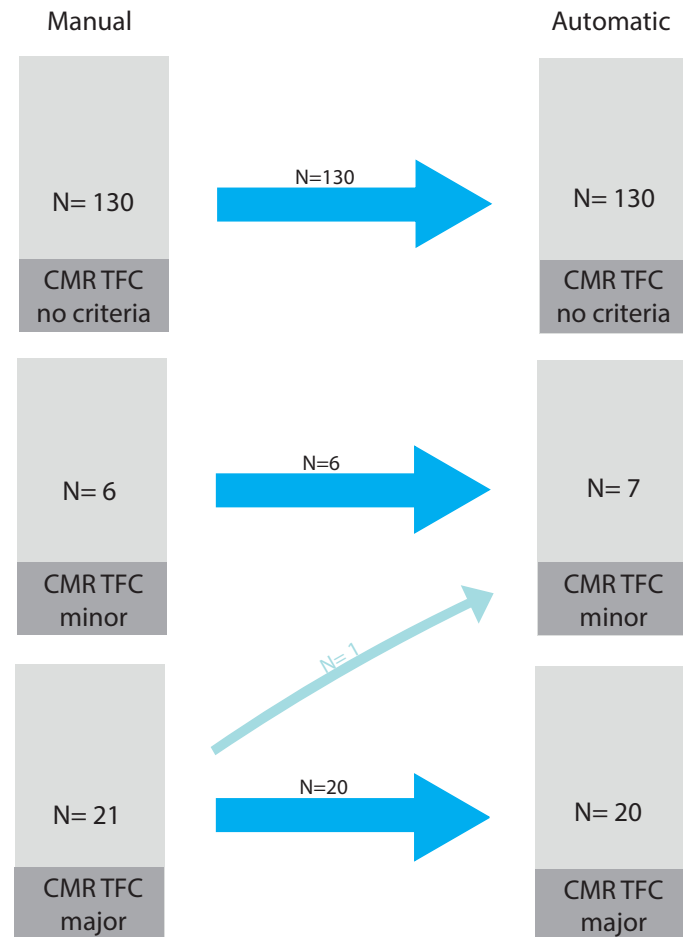 Manual
Automatic
N= 130
N=130
N= 130
CMR TFC
no criteria
CMR TFC
no criteria
N= 6
N=6
N= 7
CMR TFC
minor
CMR TFC
minor
N= 1
N= 21
N=20
N= 20
CMR TFC
major
CMR TFC
major